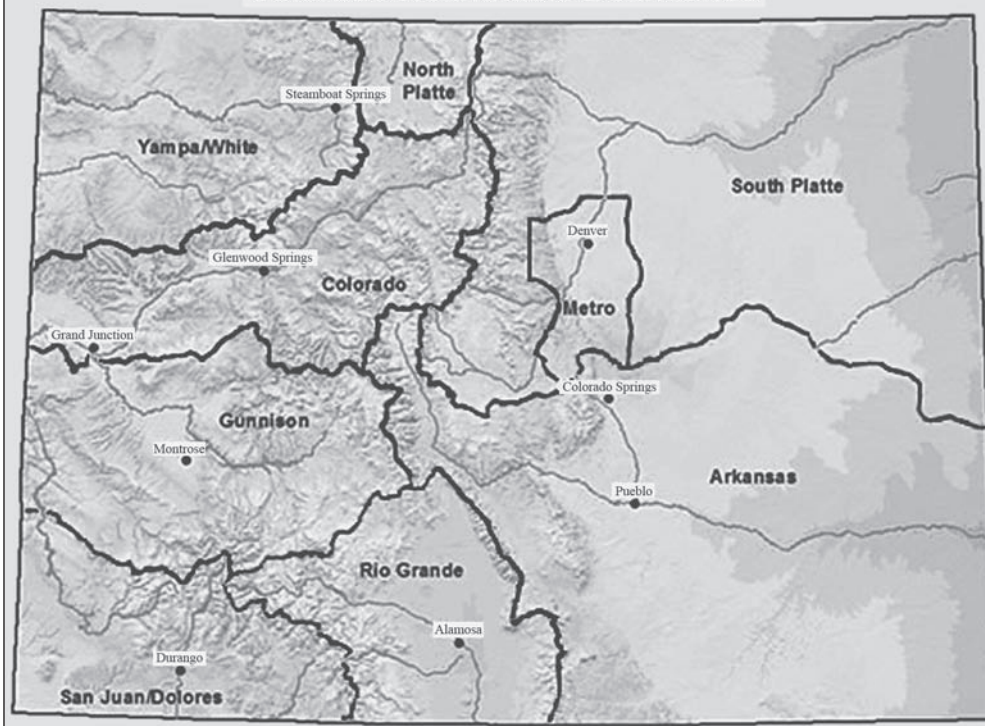 North
Platte
Steamboat Springs
Yampa/White
South Platte
Denver
Glenwood Springs
Colorado
Metro
Grand Junction
Colorado Springs
Gunnison
Montrose
Arkansas
Pueblo
Rio Grande
Alamosa
Durango
San Juan/Dolores